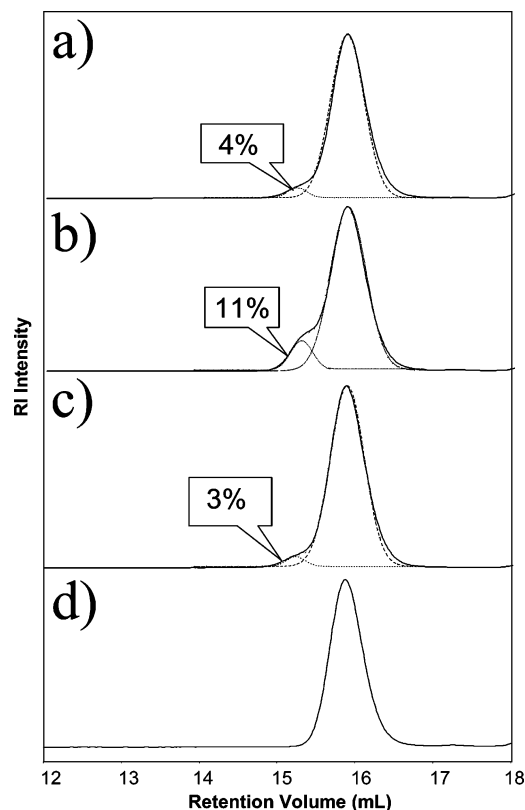 a)
4%
b)
11%
RI Intensity
c)
3%
d)
12 13 14 15 16 17 18
Retention Volume (mL)